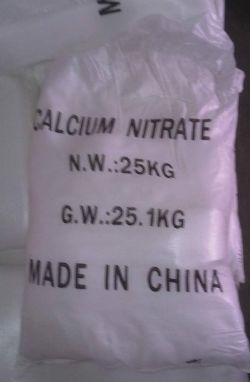 CALCIUM NITRATE
N.W.:25KG
G.W.:25.1KG
MADE IN CHINA